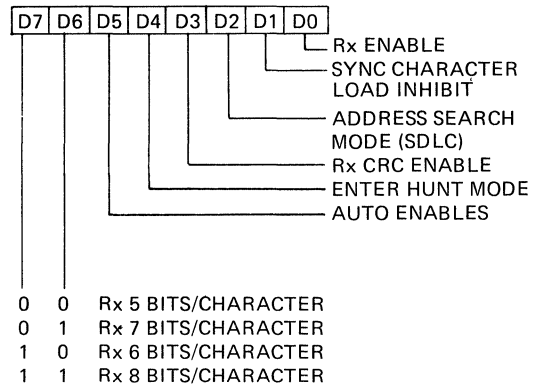 D7 D6 D5 D4 D3 D2 D1 D0
Rx ENABLE
SYNC CHARACTER
LOAD INHIBIT
ADDRESS SEARCH
MODE (SDLC)
Rx CRC ENABLE
ENTER HUNT MODE
AUTO ENABLES
0 0 Rx 5 BITS/CHARACTER
0 1 Rx 7 BITS/CHARACTER
1 0 Rx 6 BITS/CHARACTER
1 1 Rx 8 BITS/CHARACTER